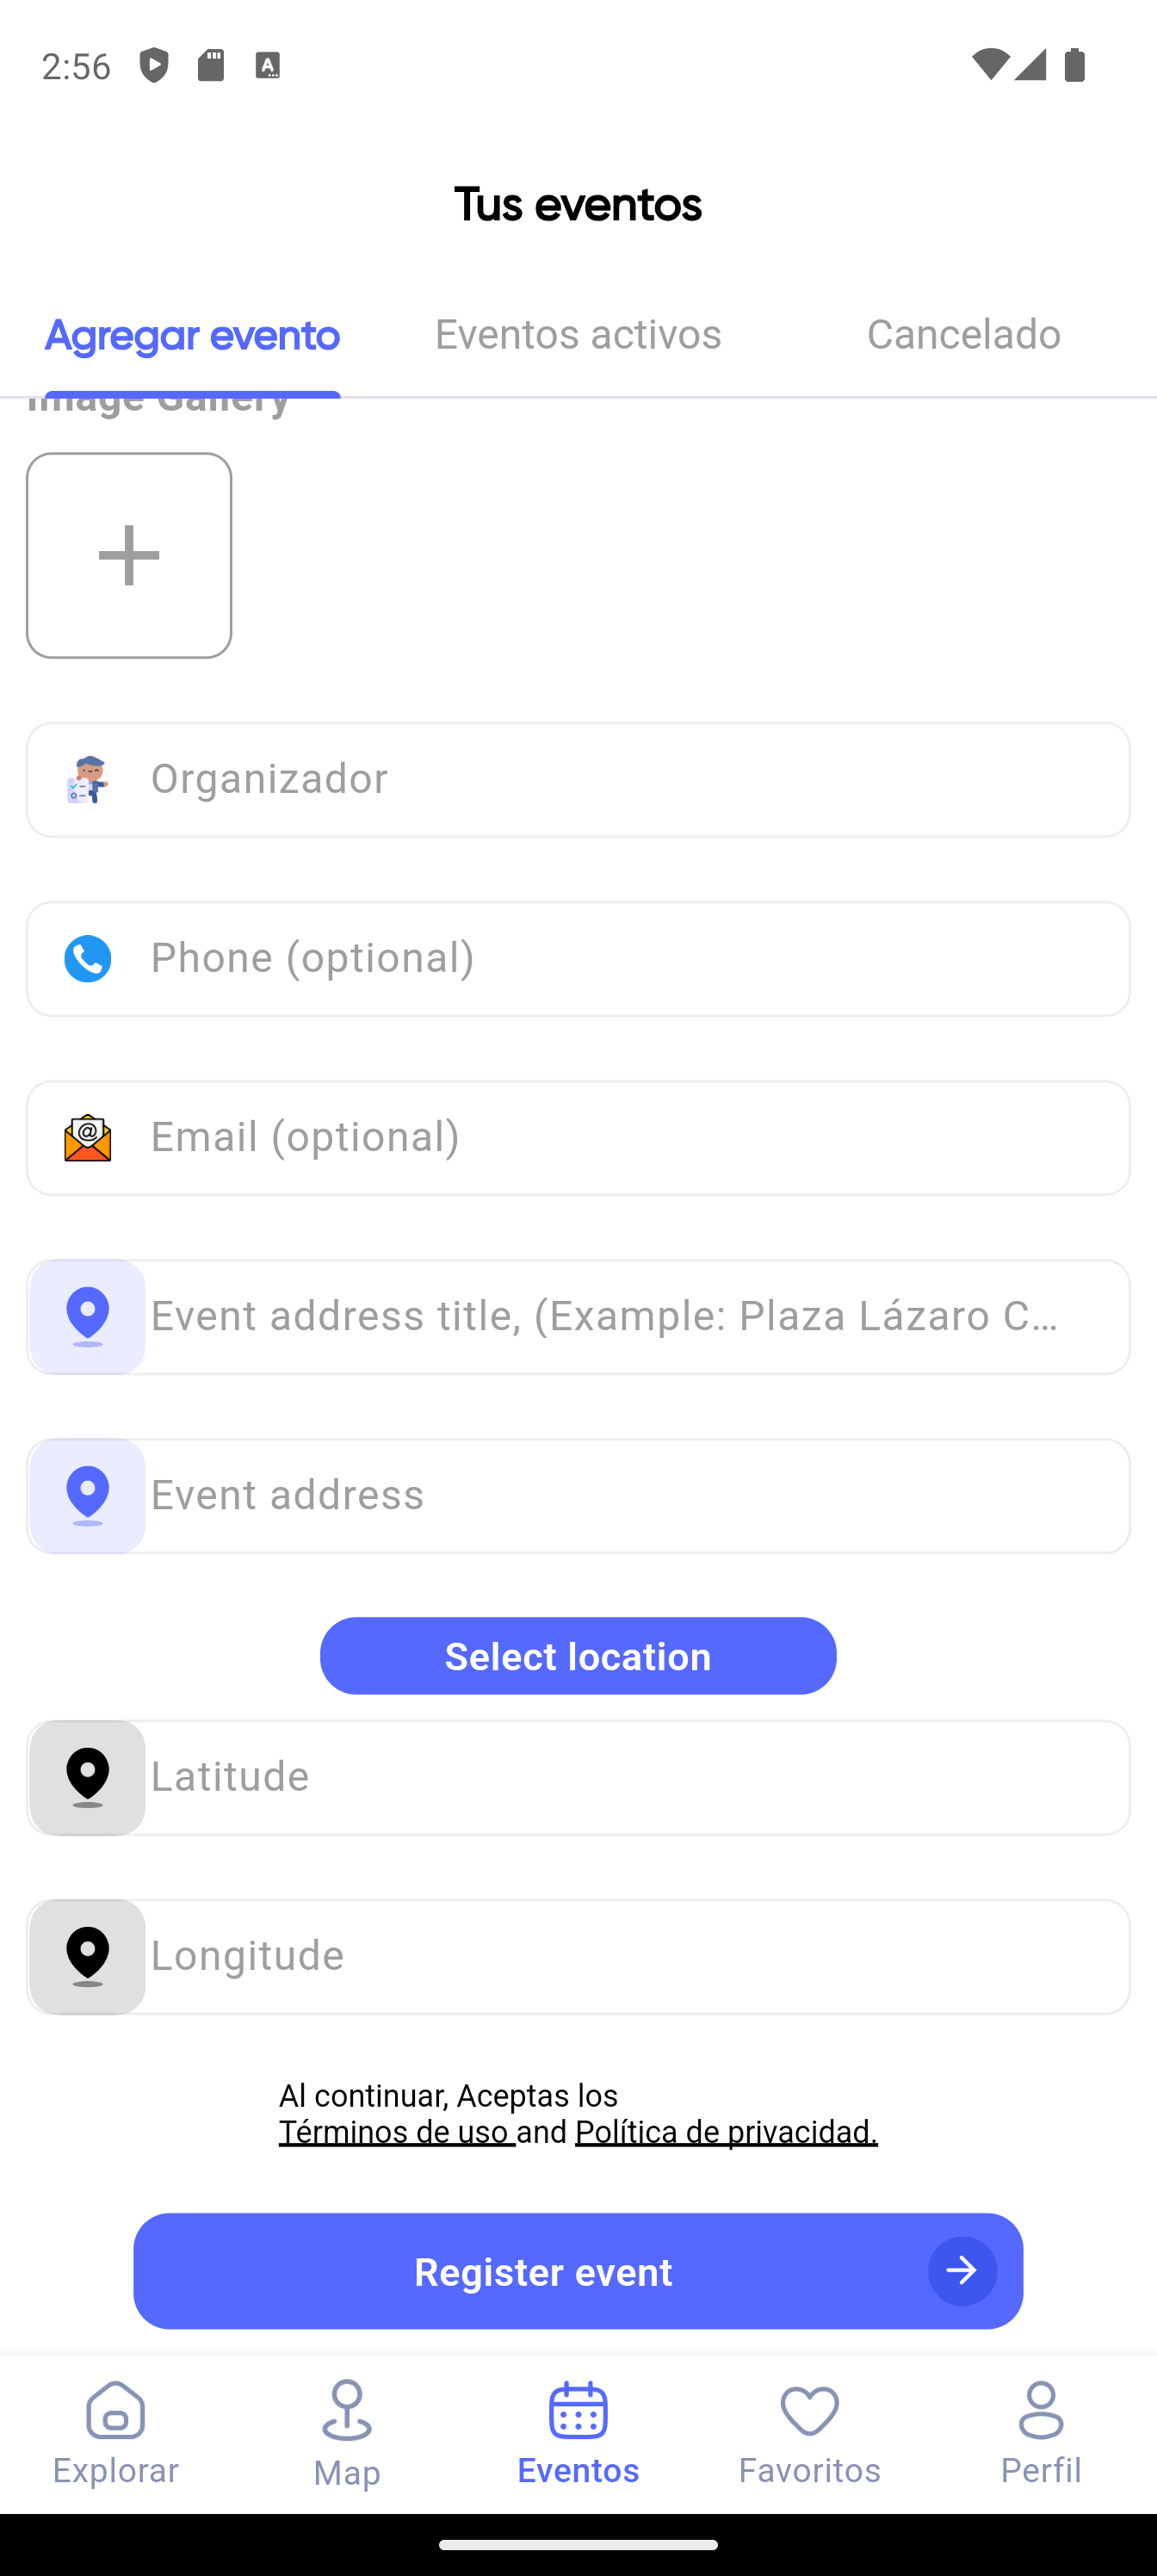 2:56
Tus eventos
Agregar evento
Eventos activos
Cancelado
Image Gallery
Organizador
Phone (optional)
Email (optional)
Event address title, (Example: Plaza Lázaro C…
Event address
Select location
Latitude
Longitude
Al continuar, Aceptas los
Términos de uso and Política de privacidad.
Register event
Explorar
Map
Eventos
Favoritos
Perfil